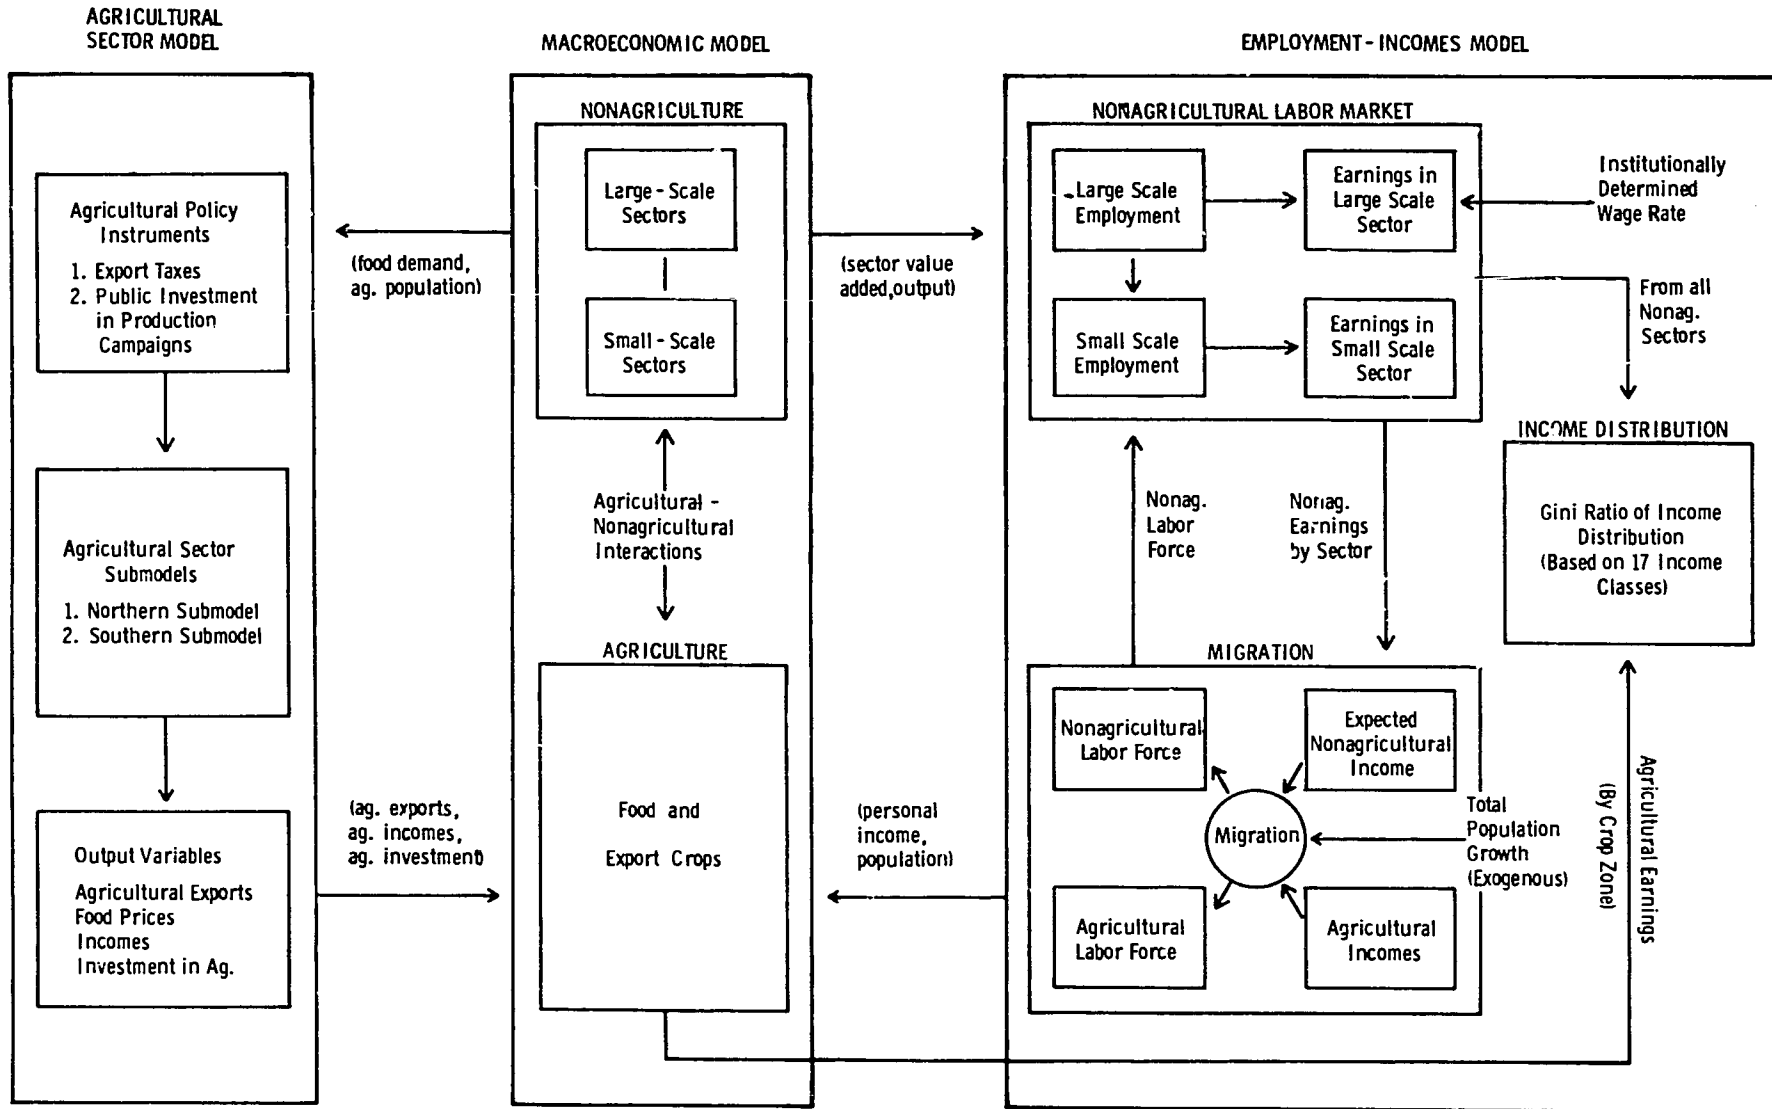 AGRICULTURAL
SECTOR MODEL
Agricultural Policy
Instruments
1. Export Taxes
2. Public Investment
in Production
Campaigns
Agricultural Sector
Submodels
1. Northern Submodel
2. Southern Submodel
Output Variables
Agricultural Exports
Food Prices
Incomes
Investment in Ag.
(food demand,
ag. population)
(ag. exports,
ag. incomes,
ag. investment)
MACROECONOMIC MODEL
NONAGRICULTURE
Large-Scale
Sectors
Small-Scale
Sectors
Agricultural -
Nonagricultural
Interactions
AGRICULTURE
Food and
Export Crops
(sector value
added,output)
(personal
income,
population)
EMPLOYMENT-INCOMES MODEL
NONAGRICULTURAL LABOR MARKET
Large Scale
Employment
Earnings in
Large Scale
Sector
Small Scale
Employment
Earnings in
Small Scale
Sector
Institutionally
Determined
Wage Rate
From all
Nonag.
Sectors
Nonag.
Labor
Force
Nonag.
Earnings
by Sector
INCOME DISTRIBUTION
Gini Ratio of Income
Distribution
(Based on 17 Income
Classes)
MIGRATION
Nonagricultural
Labor Force
Expected
Nonagricultural
Income
Migration
Agricultural
Labor Force
Agricultural
Incomes
Total
Population
Growth
(Exogenous)
Agricultural Earnings
(By Crop Zone)